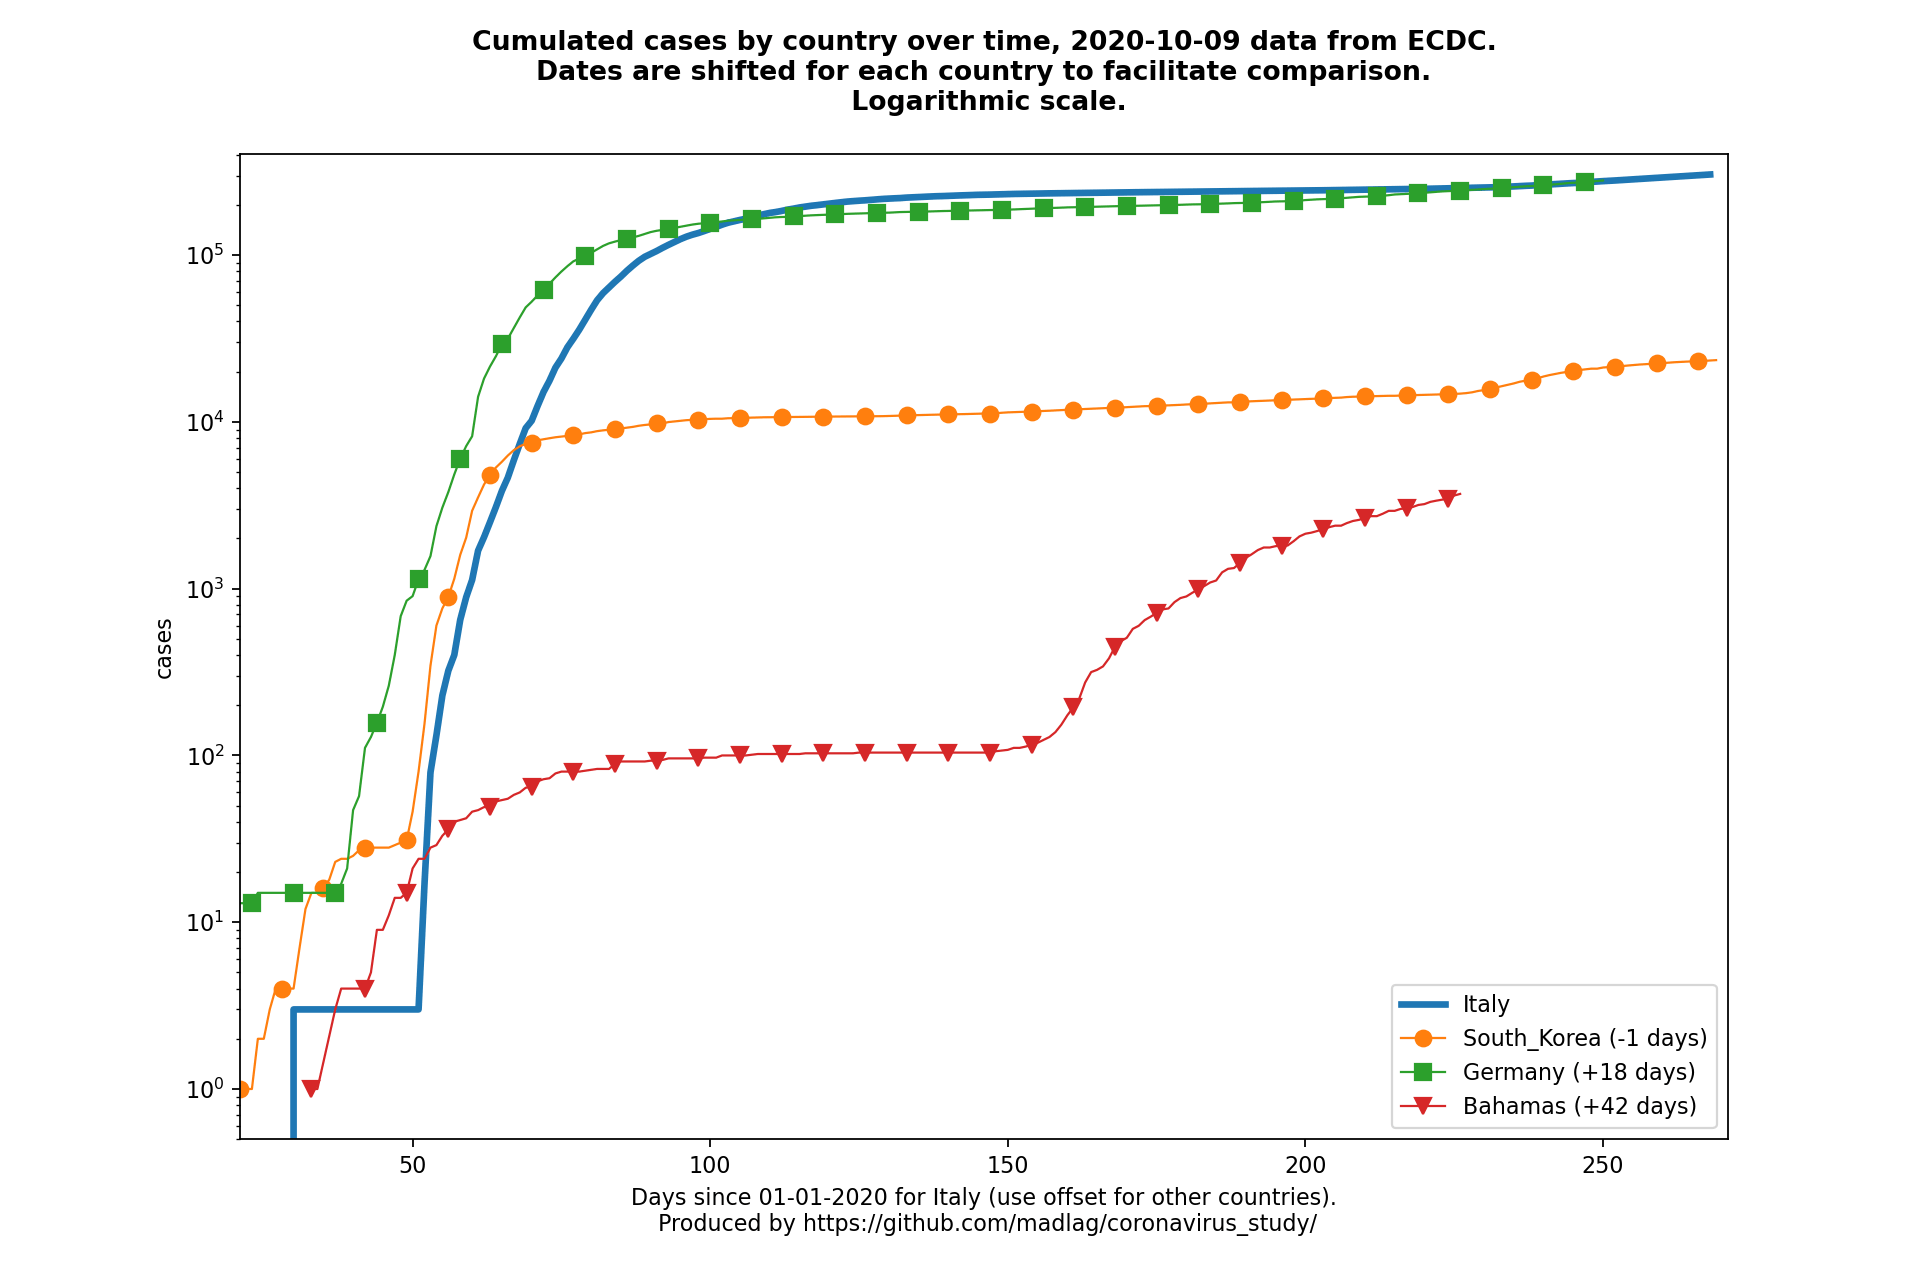 Cumulated cases by country over time, 2020-10-09 data from ECDC.
Dates are shifted for each country to facilitate comparison.
Logarithmic scale.
10^5
10^4
10^3
10^2
10^1
10^0
cases
Italy
South_Korea (-1 days)
Germany (+18 days)
Bahamas (+42 days)
50 100 150 200 250
Days since 01-01-2020 for Italy (use offset for other countries).
Produced by https://github.com/madlag/coronavirus_study/